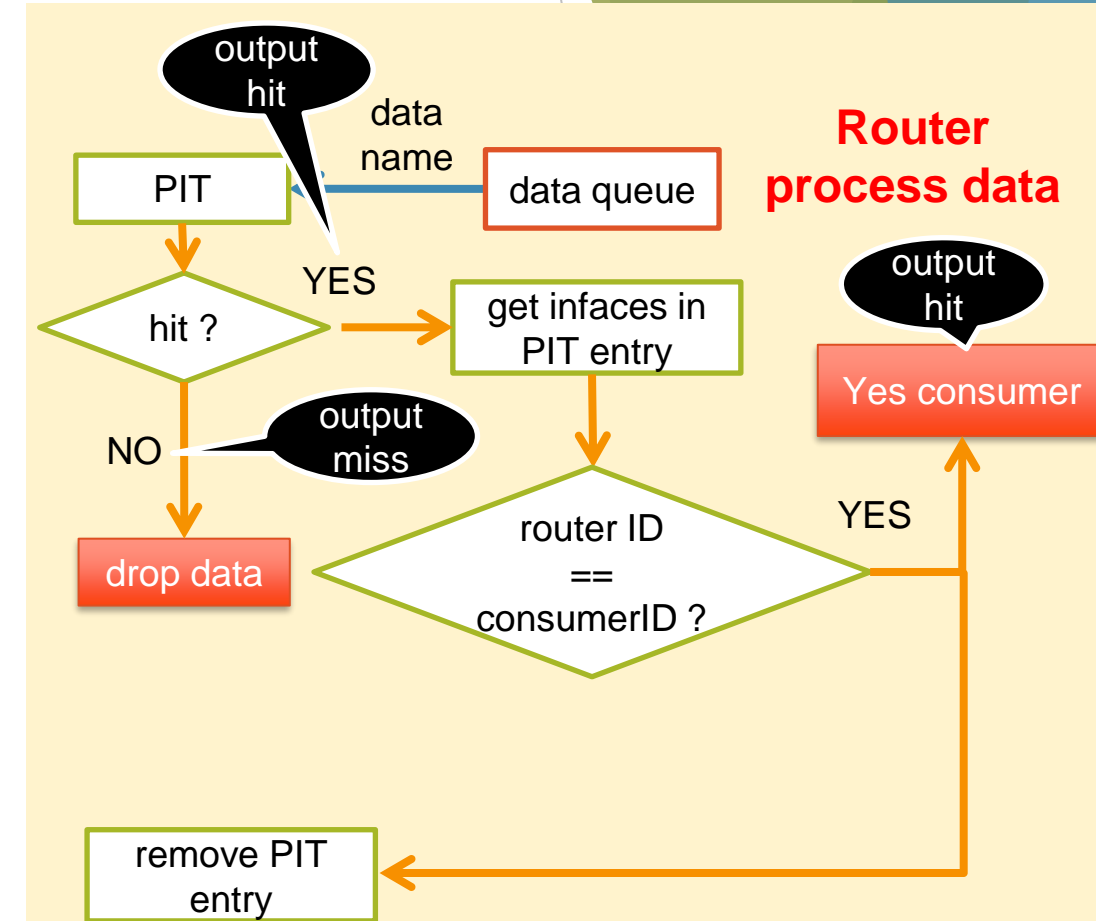 output
hit
data
name
Router
process data
PIT
data queue
YES
output
hit
hit ?
get infaces in
PIT entry
Yes consumer
NO
output
miss
YES
router ID
==
consumerID ?
drop data
remove PIT
entry